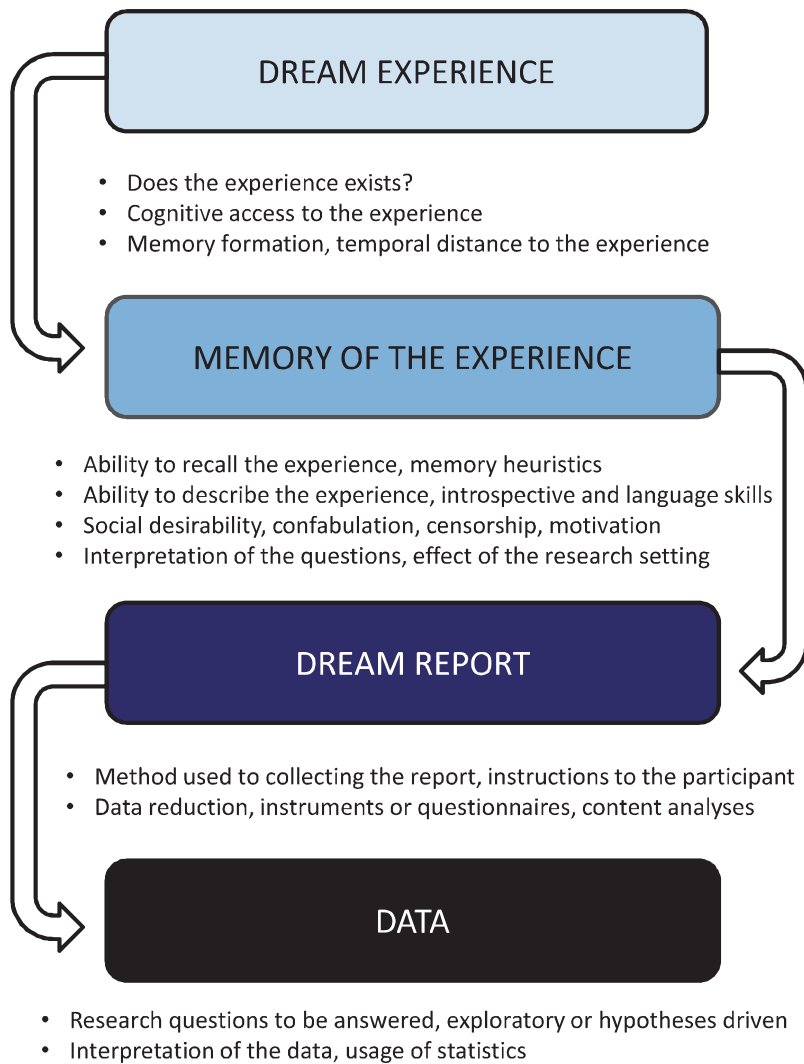 DREAM EXPERIENCE
• Does the experience exists?
• Cognitive access to the experience
• Memory formation, temporal distance to the experience
MEMORY OF THE EXPERIENCE
• Ability to recall the experience, memory heuristics
• Ability to describe the experience, introspective and language skills
• Social desirability, confabulation, censorship, motivation
• Interpretation of the questions, effect of the research setting
DREAM REPORT
• Method used to collecting the report, instructions to the participant
• Data reduction, instruments or questionnaires, content analyses
DATA
• Research questions to be answered, exploratory or hypotheses driven
• Interpretation of the data, usage of statistics